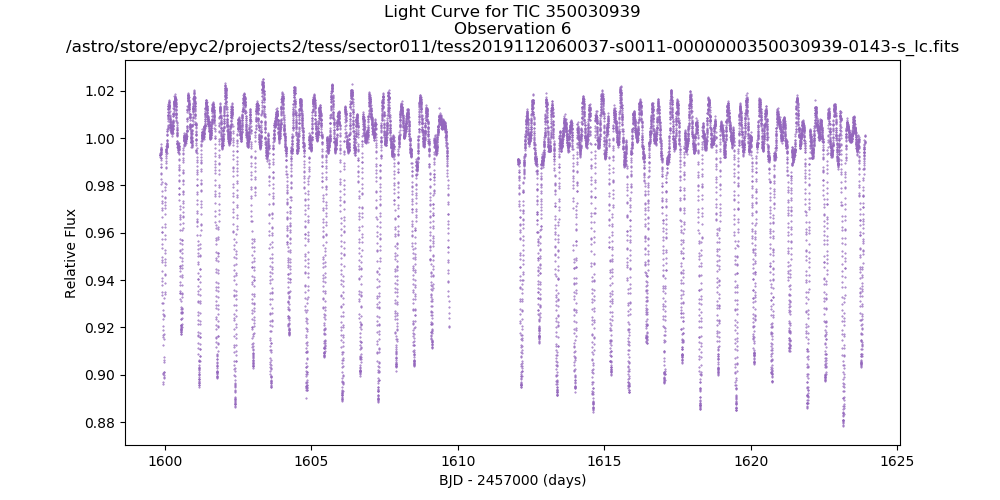 Light Curve for TIC 350030939
Observation 6
/astro/store/epyc2/projects2/tess/sector011/tess2019112060037-s0011-0000000350030939-0143-s_lc.fits
1.02
1.00
0.98
0.96
0.94
0.92
0.90
0.88
Relative Flux
1600
1605
1610
1615
1620
1625
BJD - 2457000 (days)